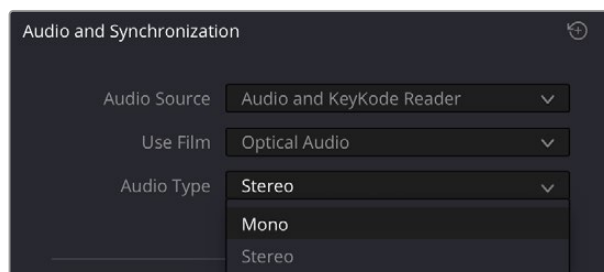 Audio and Synchronization
Audio Source Audio and KeyKode Reader
Use Film Optical Audio
Audio Type Stereo
Mono
Stereo